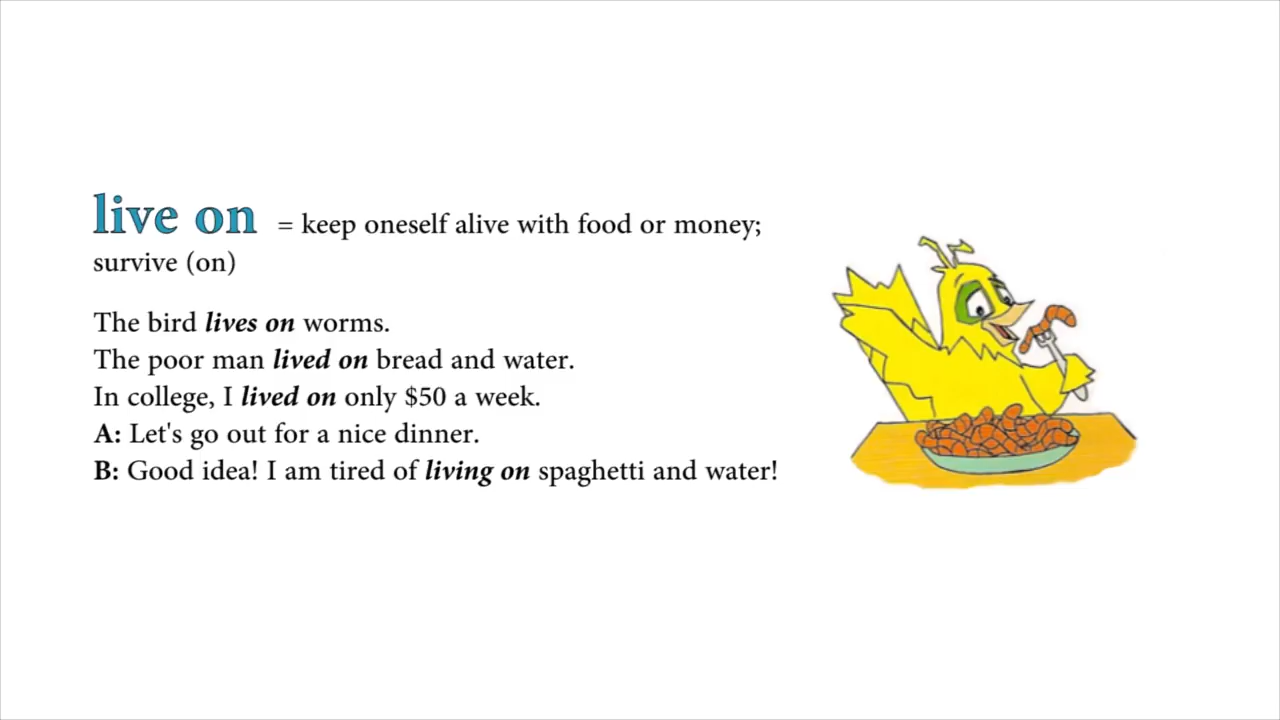 live on = keep oneself alive with food or money;
survive (on)
The bird lives on worms.
The poor man lived on bread and water.
In college, I lived on only $50 a week.
A: Let's go out for a nice dinner.
B: Good idea! I am tired of living on spaghetti and water!